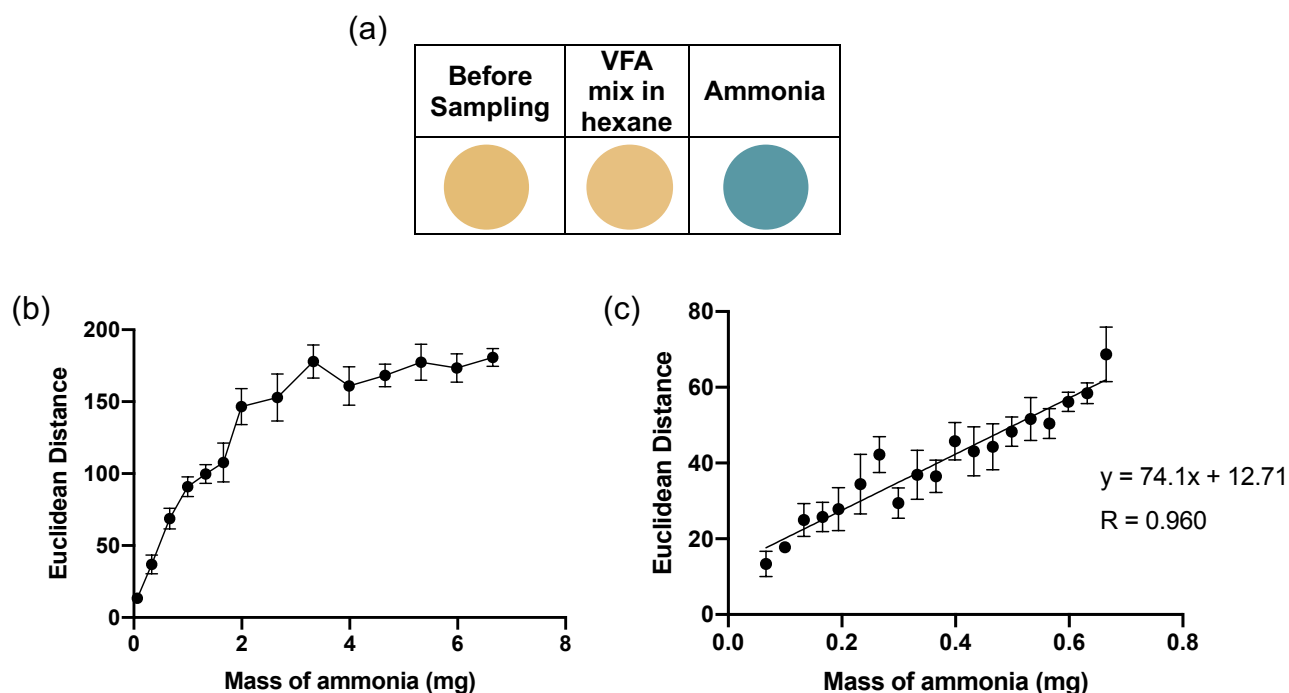 (a)
Before
Sampling
VFA
mix in
hexane
Ammonia
(b)
Euclidean Distance
200
150
100
50
0
0 2 4 6 8
Mass of ammonia (mg)
(c)
Euclidean Distance
80
60
40
20
0
0.0 0.2 0.4 0.6 0.8
Mass of ammonia (mg)
y = 74.1x + 12.71
R = 0.960